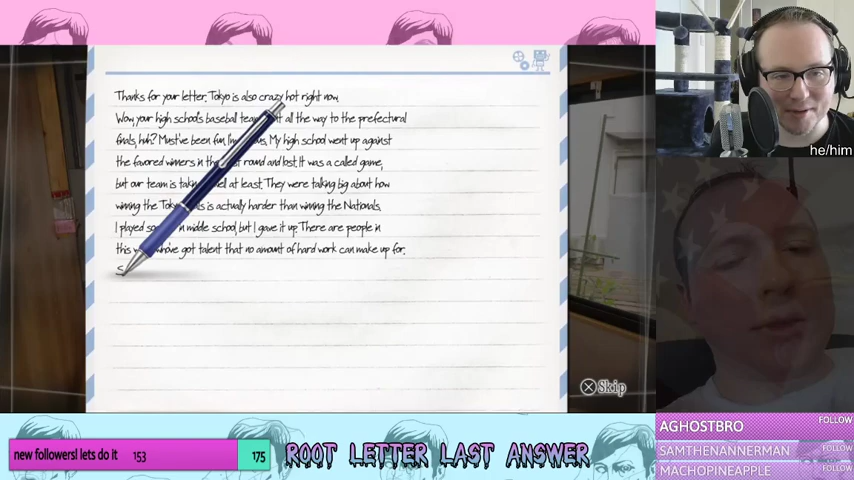 Thanks for your letter. Tokyo is also crazy hot right now.
Wow, your high school's baseball team all the way to the prefectural
finals, huh? Must've been fun. My high school went up against
the favored winners in the round and lost. It was a called game,
but our team is well at least. They were talking big about how
winning the is actually harder than winning the Nationals.
I played in middle school, but I gave it up. There are people in
this who've got talent that no amount of hard work can make up for.
S
Skip
he/him
AGHOSTBRO
FOLLOW
SAMTHENANNERMAN
FOLLOW
MACHOPINEAPPLE
FOLLOW
new followers! lets do it 153
175
ROOT LETTER LAST ANSWER